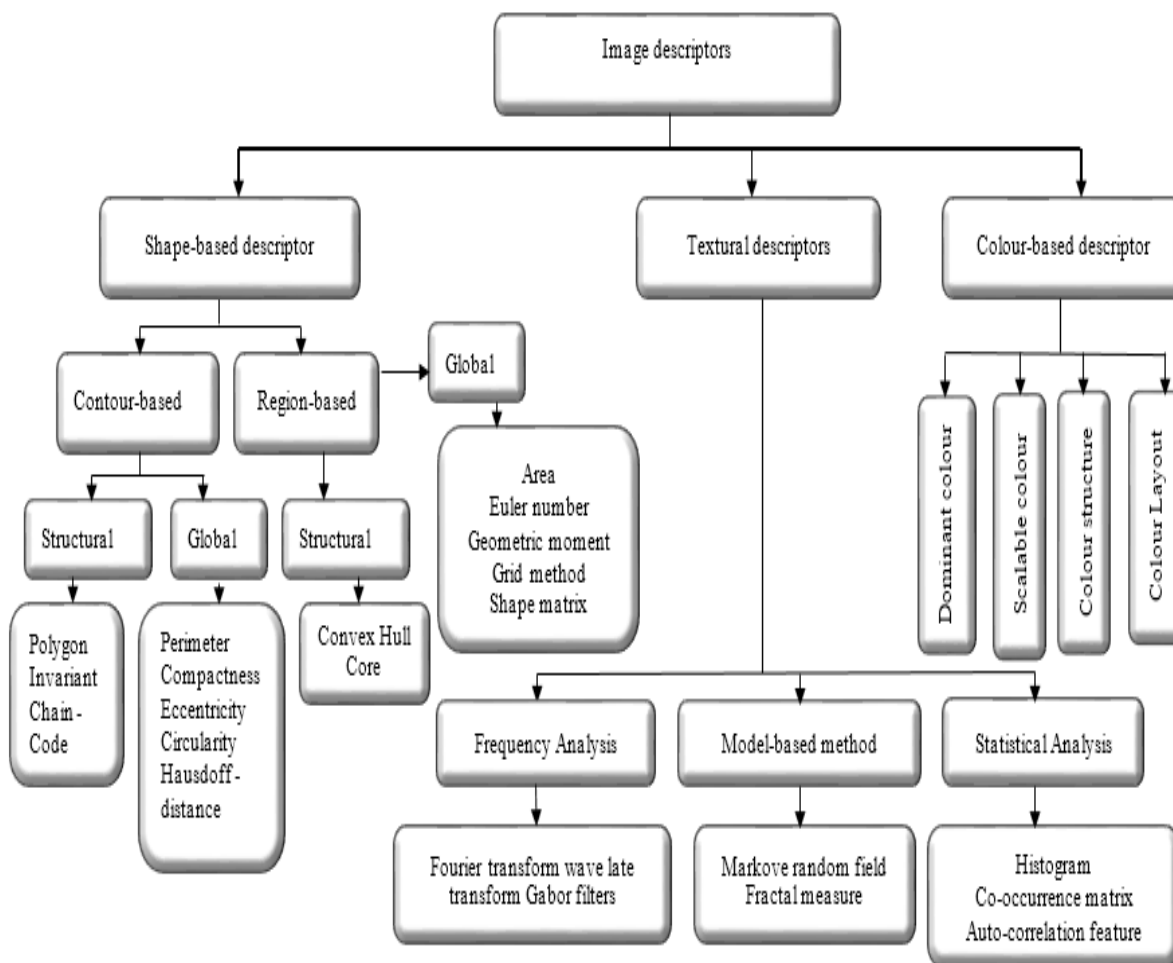 Image descriptors
Shape-based descriptor
Textural descriptors
Colour-based descriptor
Contour-based
Region-based
Global
Area
Euler number
Geometric moment
Grid method
Shape matrix
Dominant colour
Scalable colour
Colour structure
Colour Layout
Structural
Global
Structural
Polygon
Invariant
Chain -
Code
Perimeter
Compactness
Eccentricity
Circularity
Hausdoff -
distance
Convex Hull
Core
Frequency Analysis
Model-based method
Statistical Analysis
Fourier transform wave late
transform Gabor filters
Markove random field
Fractal measure
Histogram
Co-occurrence matrix
Auto-correlation feature